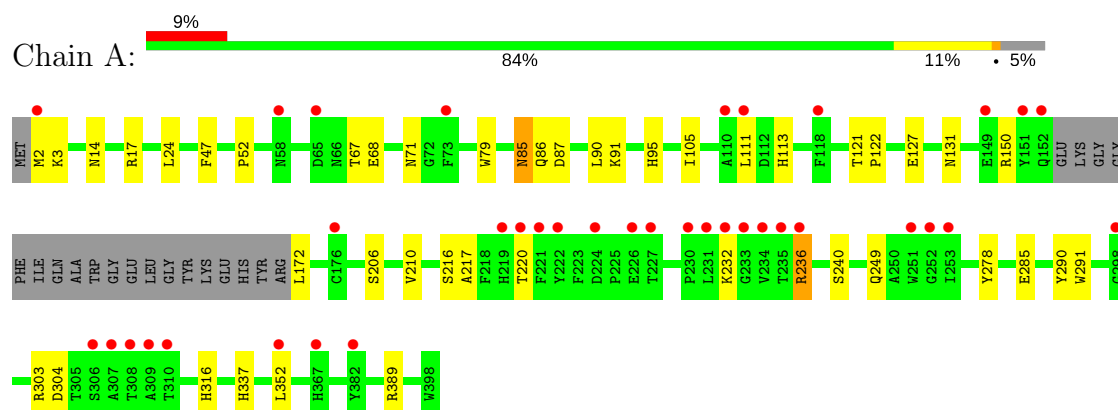 9%
Chain A:
84% 11% • 5%
MET M2 K3 N14 R17 L24 F47 P52 N58 D65 N66 T67 E68 N71 G72 F73 W79 N85 Q86 D87 L90 K91 H95 I105 A110 L111 D112 H113 F118 T121 P122 E127 N131 E149 R150 Y151 Q152 GLU LYS GLY GLY
PHE ILE GLN ALA TRP GLY GLU LEU GLY TYR LYS GLU HIS TYR ARG L172 C176 S206 V210 S216 A217 F218 H219 T220 F221 Y222 F223 D224 P225 E226 T227 P230 L231 K232 G233 V234 T235 R236 S240 Q249 A250 W251 G252 I253 Y278 E285 Y290 W291
R303 D304 T305 S306 A307 T308 A309 T310 H316 H337 L352 H367 Y382 R389 W398